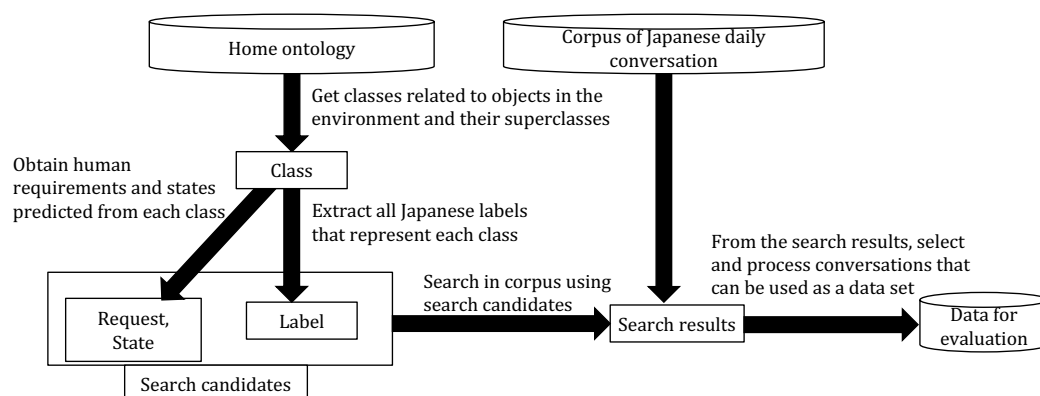 Home ontology
Corpus of Japanese daily
conversation
Get classes related to objects in the
environment and their superclasses
Obtain human
requirements and states
predicted from each class
Class
Extract all Japanese labels
that represent each class
From the search results, select
and process conversations that
can be used as a data set
Search in corpus using
search candidates
Request,
State
Label
Search results
Data for
evaluation
Search candidates